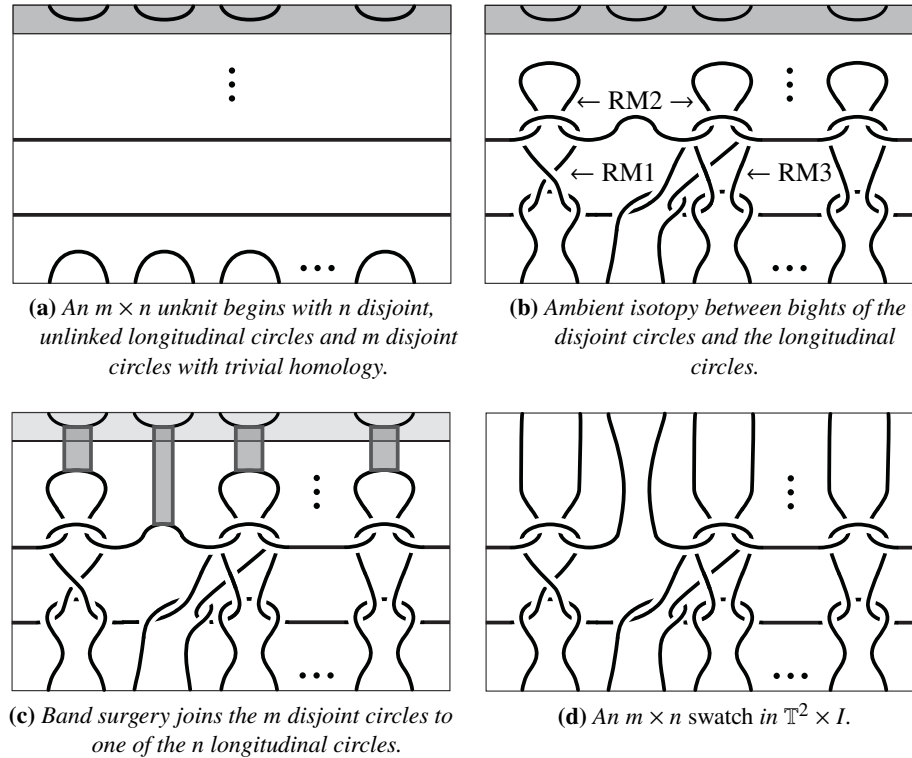 ← RM2 →
← RM1
← RM3
(a) An m × n unknit begins with n disjoint,
unlinked longitudinal circles and m disjoint
circles with trivial homology.
(b) Ambient isotopy between bights of the
disjoint circles and the longitudinal
circles.
(c) Band surgery joins the m disjoint circles to
one of the n longitudinal circles.
(d) An m × n swatch in 𝕋² × I.